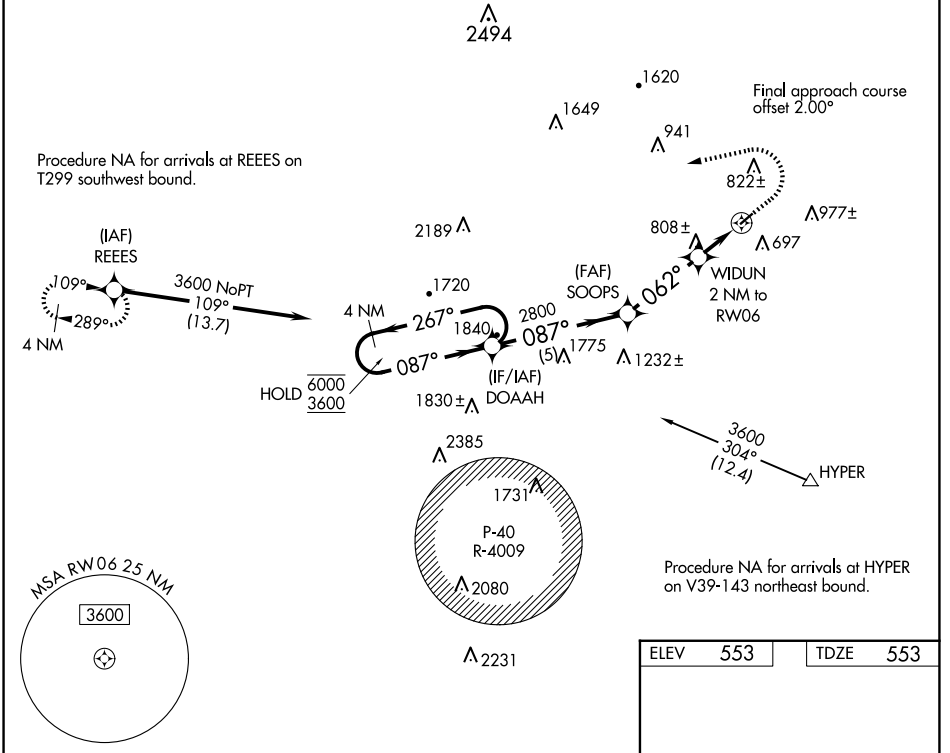 2494
1620
1649
Final approach course
offset 2.00°
941
Procedure NA for arrivals at REEES on
T299 southwest bound.
822±
977±
2189
808±
697
(IAF)
REEES
3600 NoPT
109°
(13.7)
109°
289°
4 NM
1720
4 NM
267°
1840
2800
087°
(5)
1775
(FAF)
SOOPS
062°
WIDUN
2 NM to
RW06
087°
1232±
HOLD 6000
3600
(IF/IAF)
DOAAH
1830±
2385
3600
304°
(12.4)
HYPER
1731
P-40
R-4009
2080
Procedure NA for arrivals at HYPER
on V39-143 northeast bound.
MSA RW06 25 NM
3600
2231
ELEV 553 TDZE 553